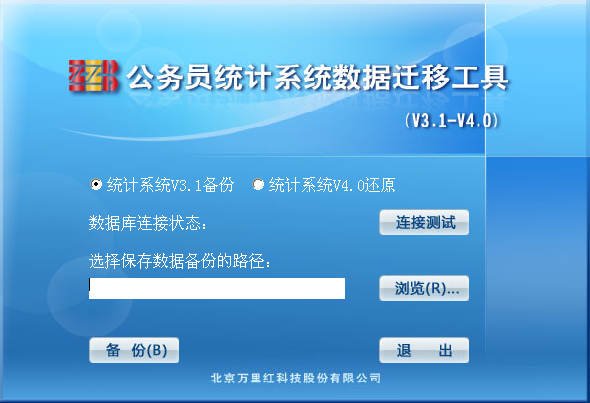 公务员统计系统数据迁移工具
(V3.1-V4.0)
统计系统V3.1备份 统计系统V4.0还原
数据库连接状态： 连接测试
选择保存数据备份的路径：
浏览(R)...
备 份(B) 退 出
北京万里红科技股份有限公司